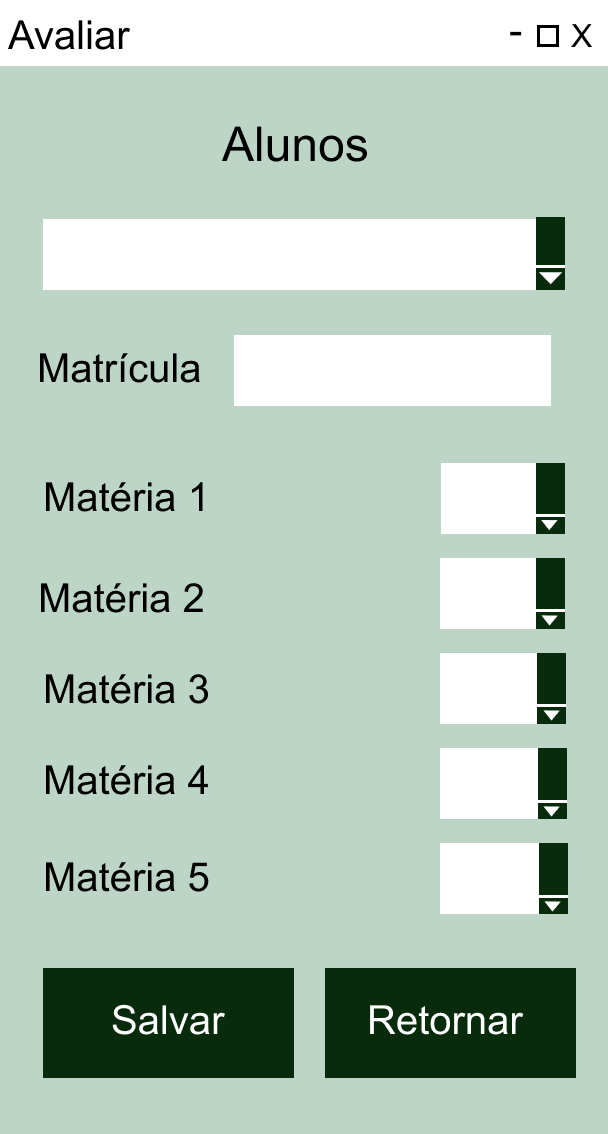 Avaliar - X
Alunos
Matrícula
Matéria 1
Matéria 2
Matéria 3
Matéria 4
Matéria 5
Salvar Retornar